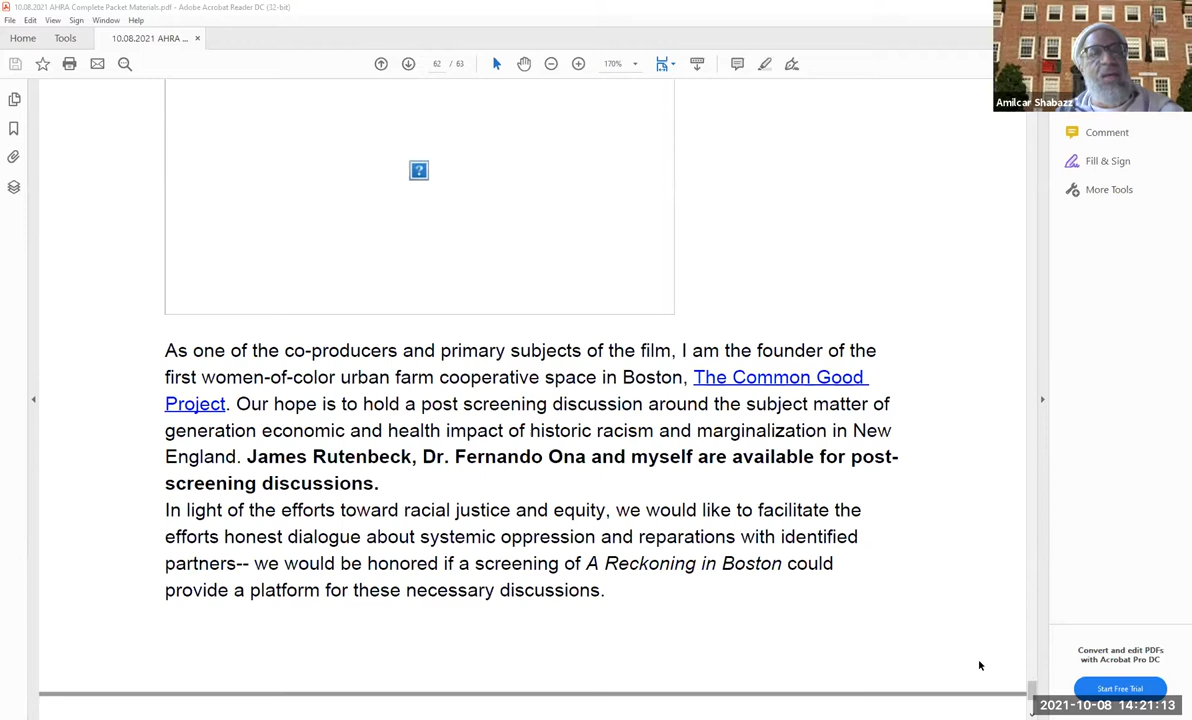 10.08.2021 AHRA Complete Packet Materials.pdf - Adobe Acrobat Reader DC (32-bit)
File Edit View Sign Window Help
Home Tools 10.08.2021 AHRA ... ×
62 / 63 170%
Amilcar Shabazz
Comment
Fill & Sign
More Tools
?
As one of the co-producers and primary subjects of the film, I am the founder of the
first women-of-color urban farm cooperative space in Boston, The Common Good
Project. Our hope is to hold a post screening discussion around the subject matter of
generation economic and health impact of historic racism and marginalization in New
England. James Rutenbeck, Dr. Fernando Ona and myself are available for post-
screening discussions.
In light of the efforts toward racial justice and equity, we would like to facilitate the
efforts honest dialogue about systemic oppression and reparations with identified
partners-- we would be honored if a screening of A Reckoning in Boston could
provide a platform for these necessary discussions.
Convert and edit PDFs
with Acrobat Pro DC
Start Free Trial
2021-10-08 14:21:13